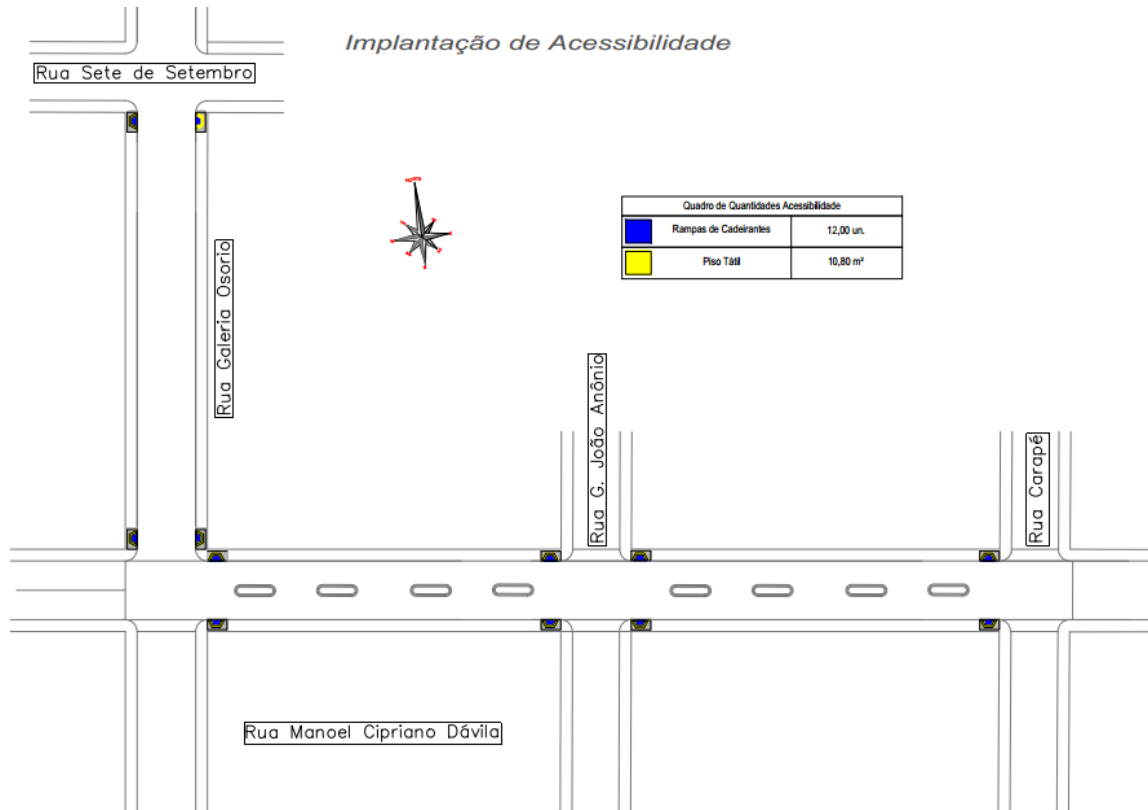 Implantação de Acessibilidade
Rua Sete de Setembro
Rua Galeria Osorio
Quadro de Quantidades Acessibilidade
Rampas de Cadeirantes 12,00 un.
Piso Tátil 10,80 m²
Rua G. João Anônio
Rua Carapé
Rua Manoel Cipriano Dávila